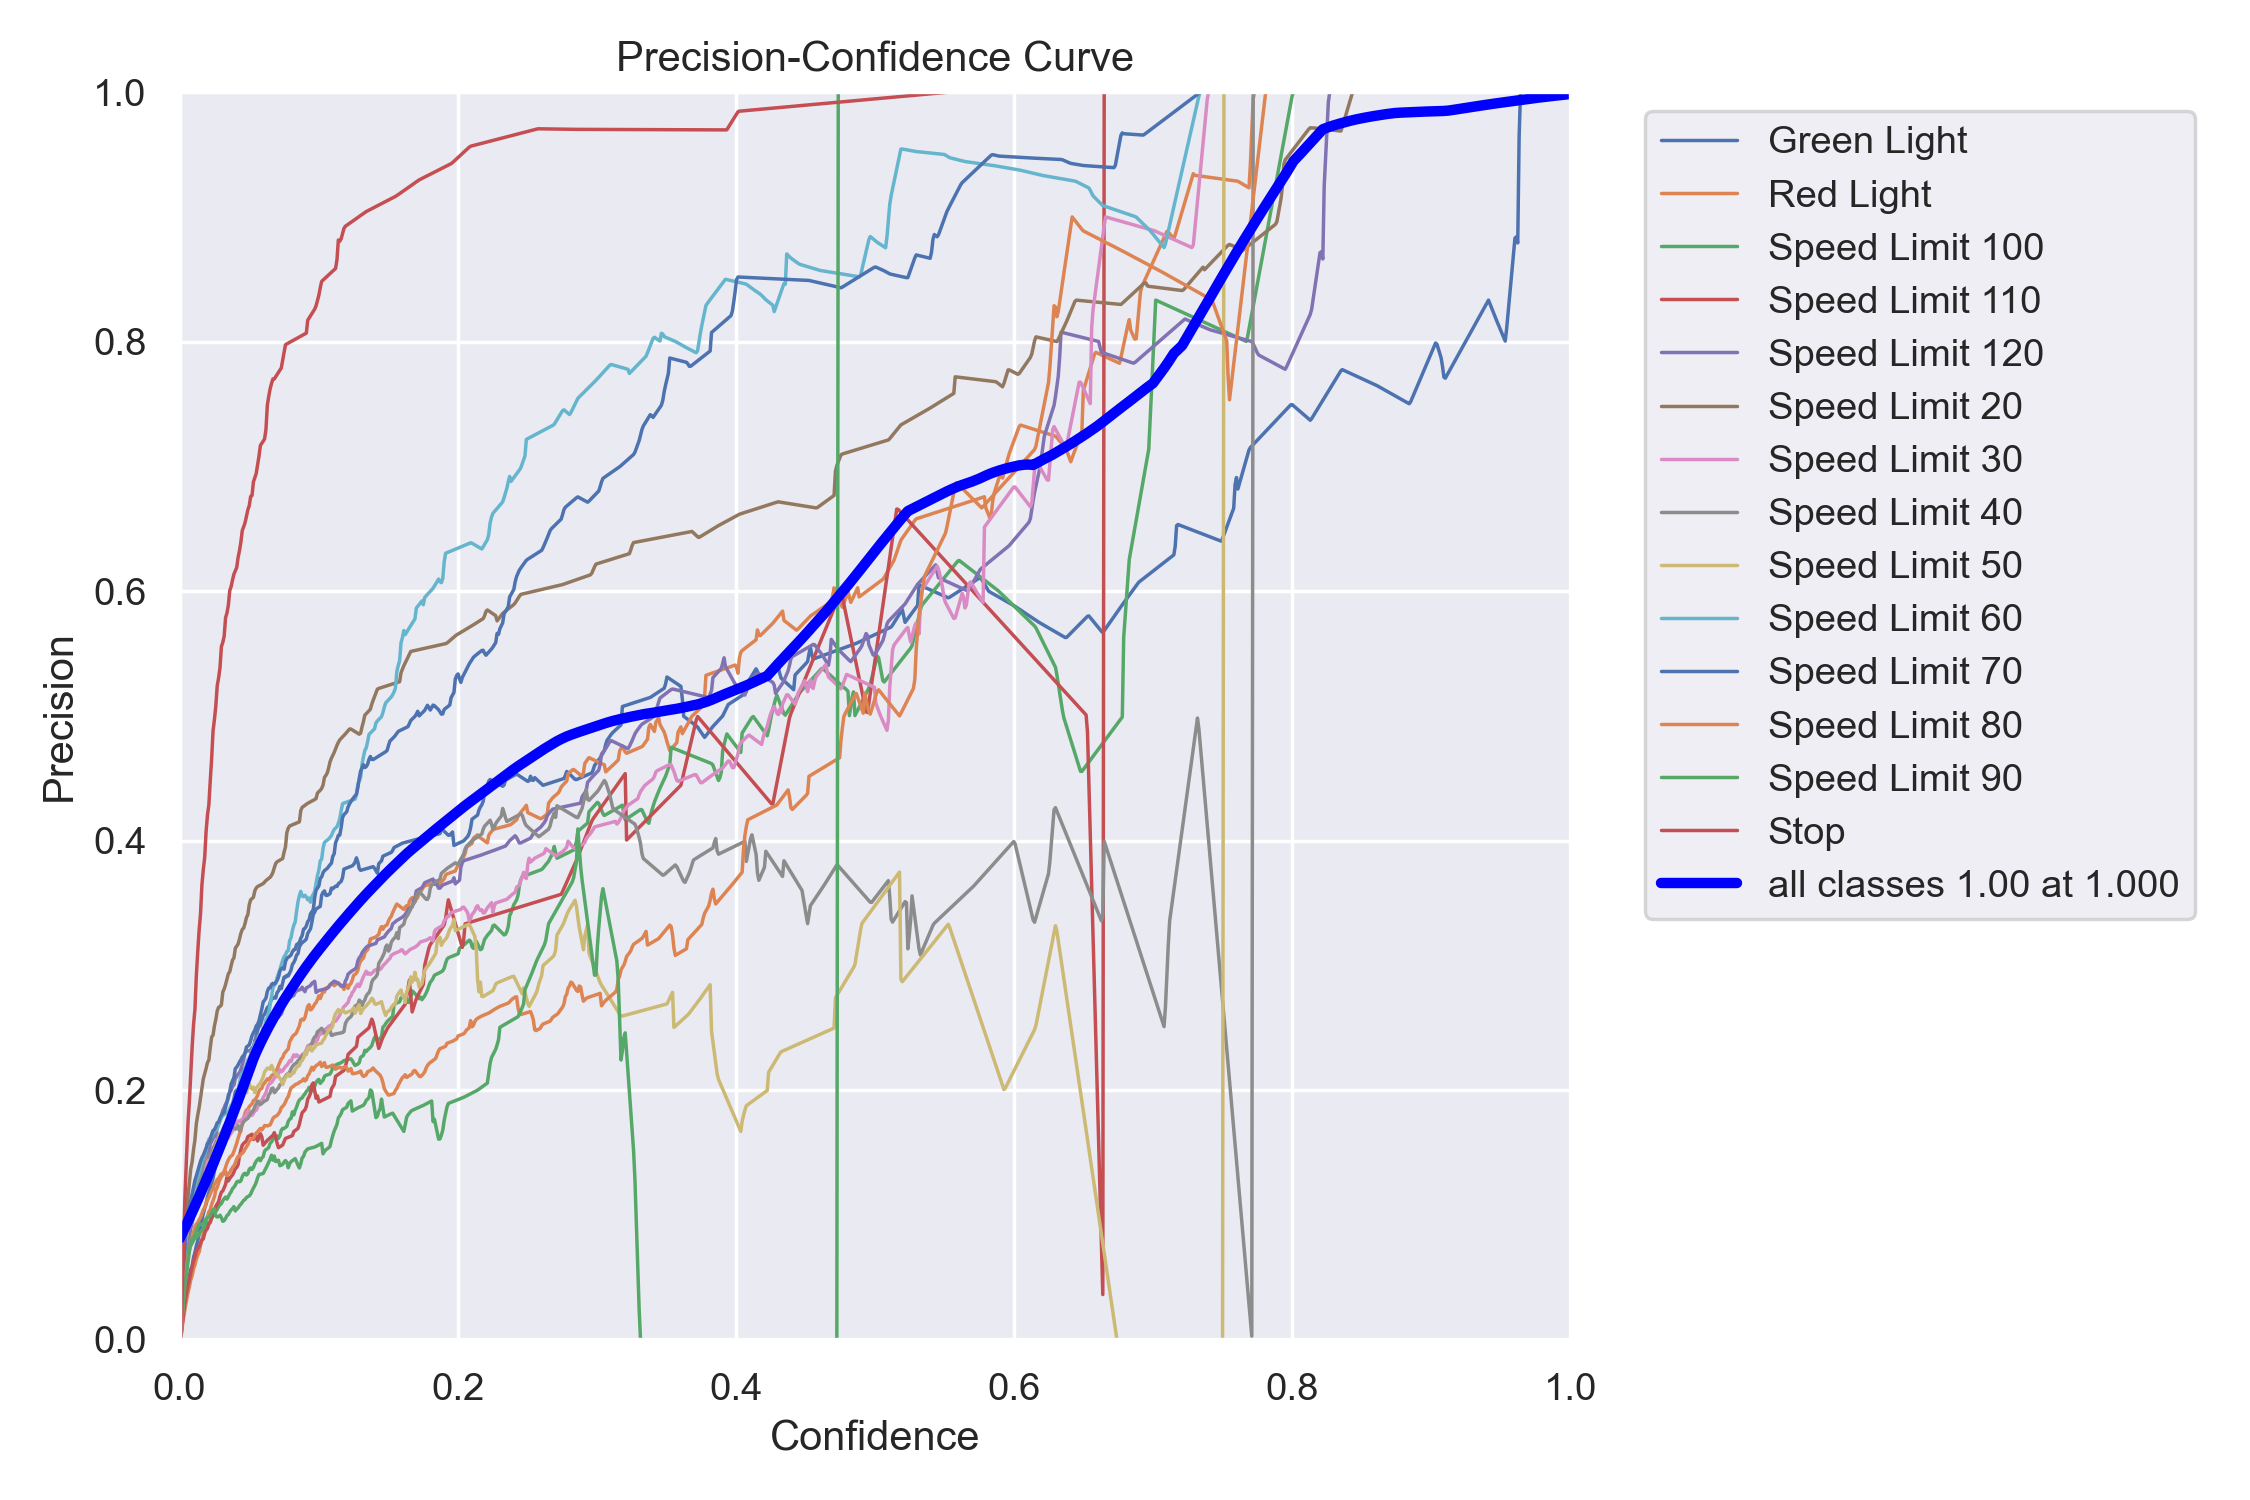 Precision-Confidence Curve
1.0
0.8
0.6
0.4
0.2
0.0
Precision
0.0 0.2 0.4 0.6 0.8 1.0
Confidence
Green Light
Red Light
Speed Limit 100
Speed Limit 110
Speed Limit 120
Speed Limit 20
Speed Limit 30
Speed Limit 40
Speed Limit 50
Speed Limit 60
Speed Limit 70
Speed Limit 80
Speed Limit 90
Stop
all classes 1.00 at 1.000